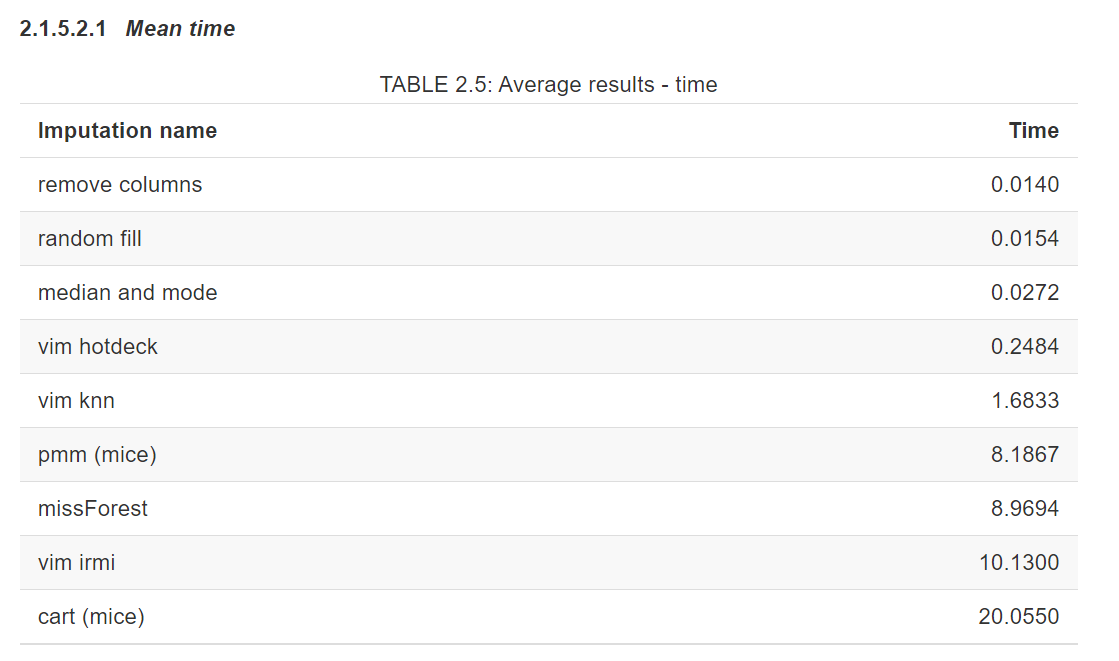 2.1.5.2.1 Mean time
TABLE 2.5: Average results - time
Imputation name Time
remove columns 0.0140
random fill 0.0154
median and mode 0.0272
vim hotdeck 0.2484
vim knn 1.6833
pmm (mice) 8.1867
missForest 8.9694
vim irmi 10.1300
cart (mice) 20.0550